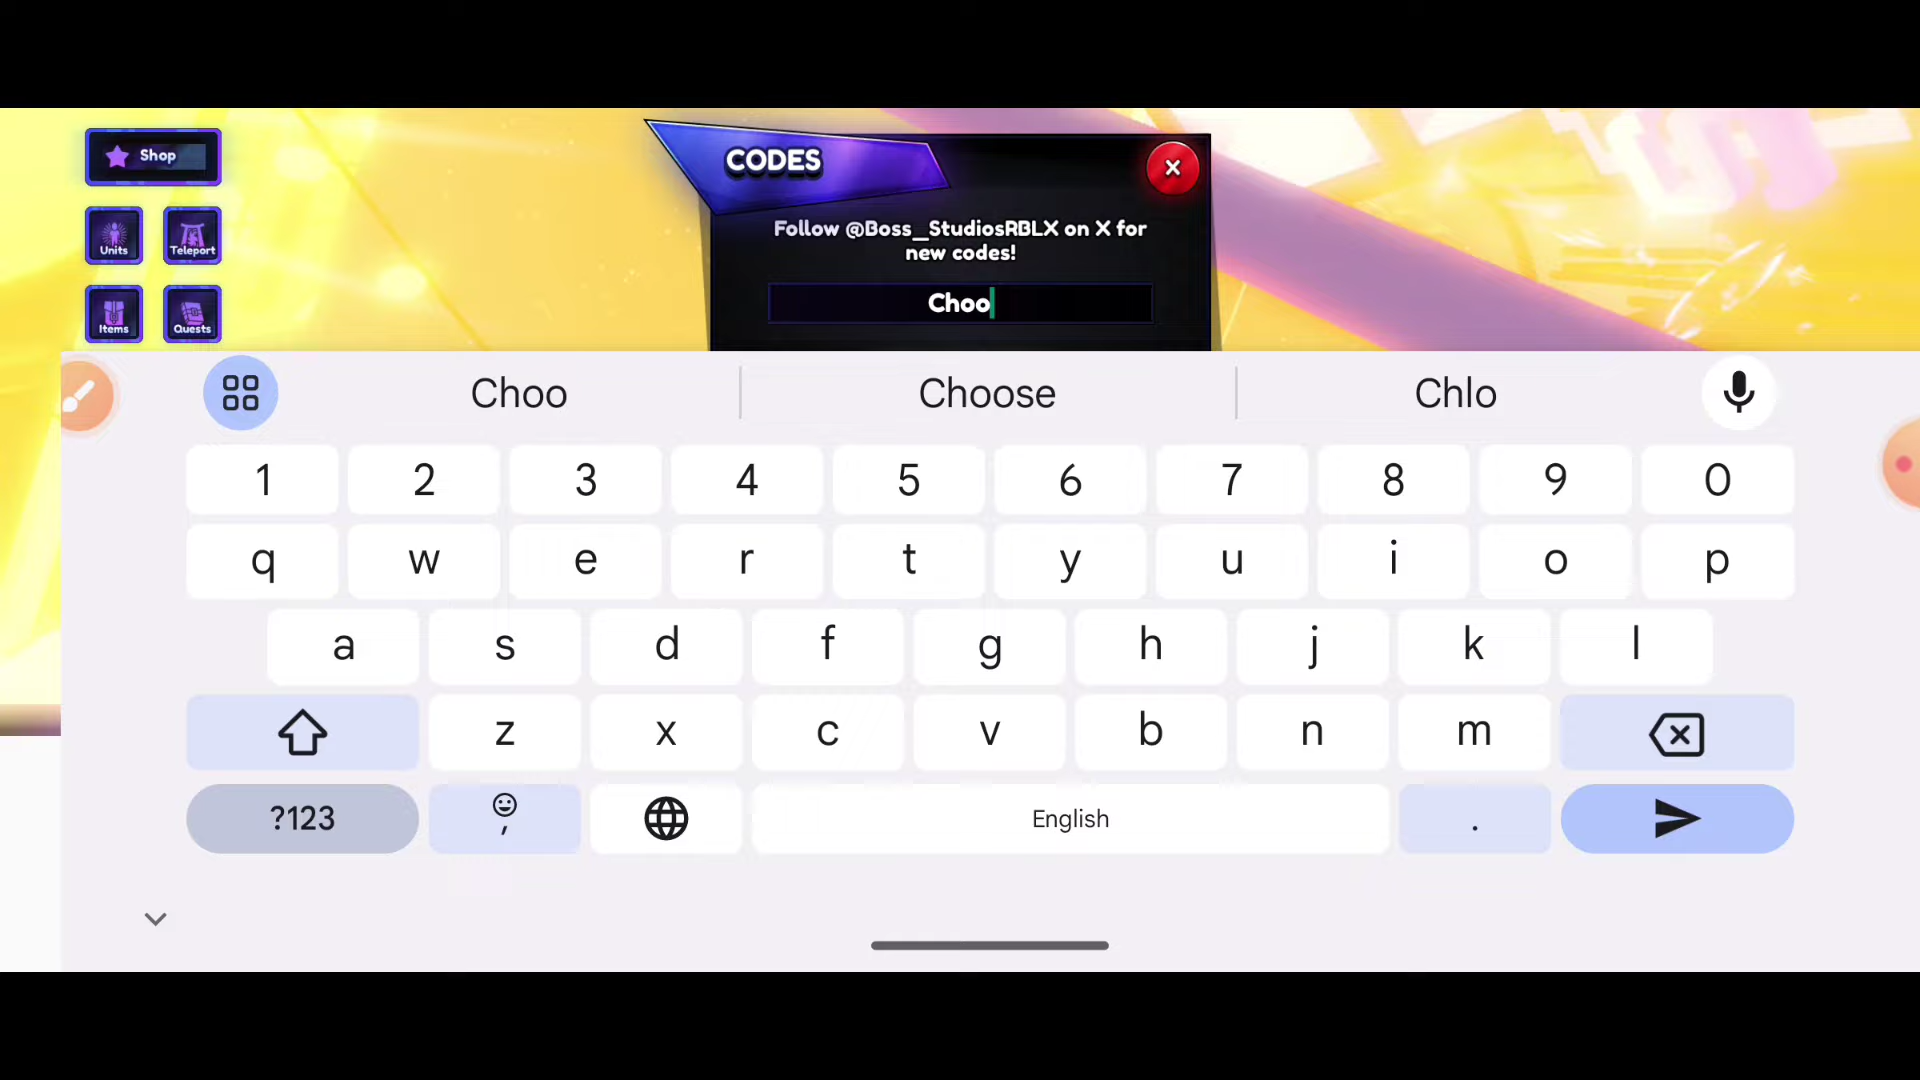 Shop
CODES
Follow @Boss_StudiosRBLX on X for
new codes!
Units
Teleport
Choo
Items
Quests
Choo Choose Chlo
1 2 3 4 5 6 7 8 9 0
q w e r t y u i o p
a s d f g h j k l
z x c v b n m
?123 , English .